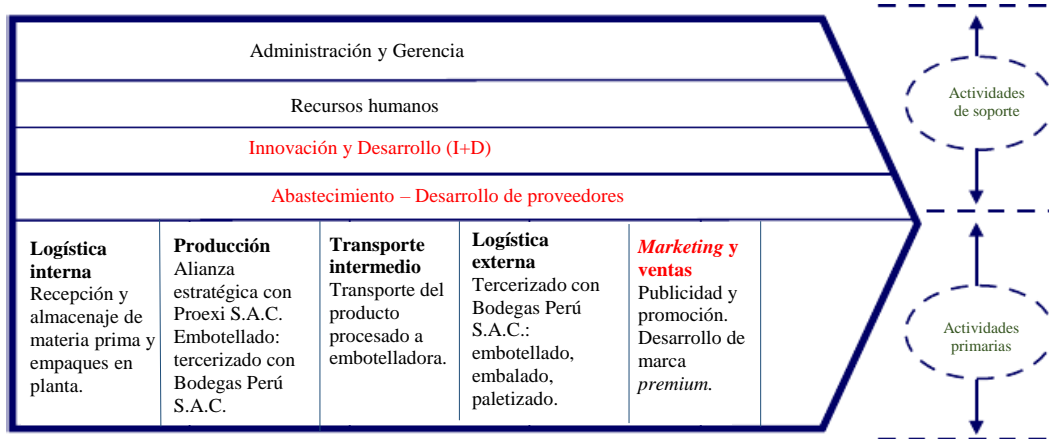 Administración y Gerencia
Recursos humanos
Innovación y Desarrollo (I+D)
Abastecimiento – Desarrollo de proveedores
Logística
interna
Recepción y
almacenaje de
materia prima y
empaques en
planta.
Producción
Alianza
estratégica con
Proexi S.A.C.
Embotellado:
tercerizado con
Bodegas Perú
S.A.C.
Transporte
intermedio
Transporte del
producto
procesado a
embotelladora.
Logística
externa
Tercerizado con
Bodegas Perú
S.A.C.:
embotellado,
embalado,
paletizado.
Marketing y
ventas
Publicidad y
promoción.
Desarrollo de
marca
premium.
Actividades
de soporte
Actividades
primarias